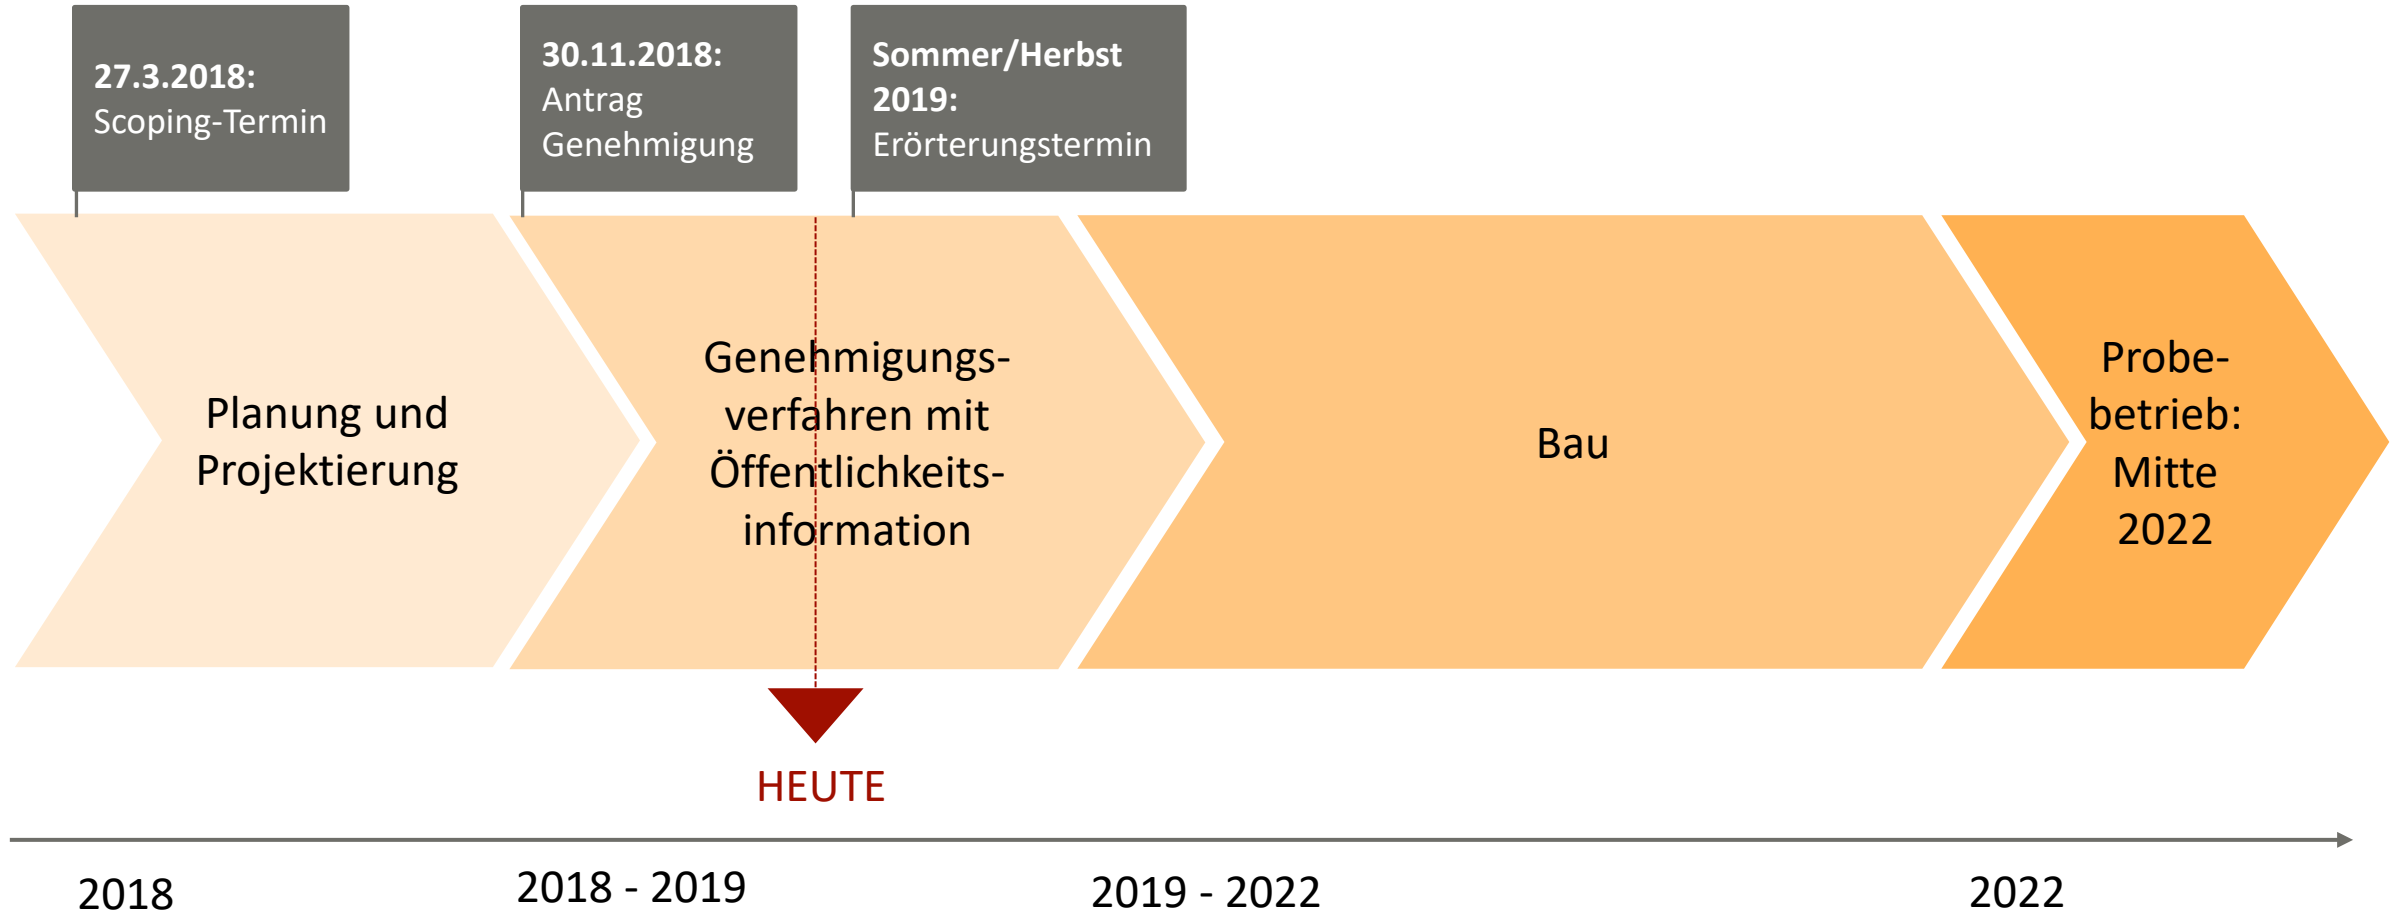 27.3.2018:
Scoping-Termin
30.11.2018:
Antrag
Genehmigung
Sommer/Herbst
2019:
Erörterungstermin
Planung und
Projektierung
Genehmigungs-
verfahren mit
Öffentlichkeits-
information
Bau
Probe-
betrieb:
Mitte
2022
HEUTE
2018
2018 - 2019
2019 - 2022
2022